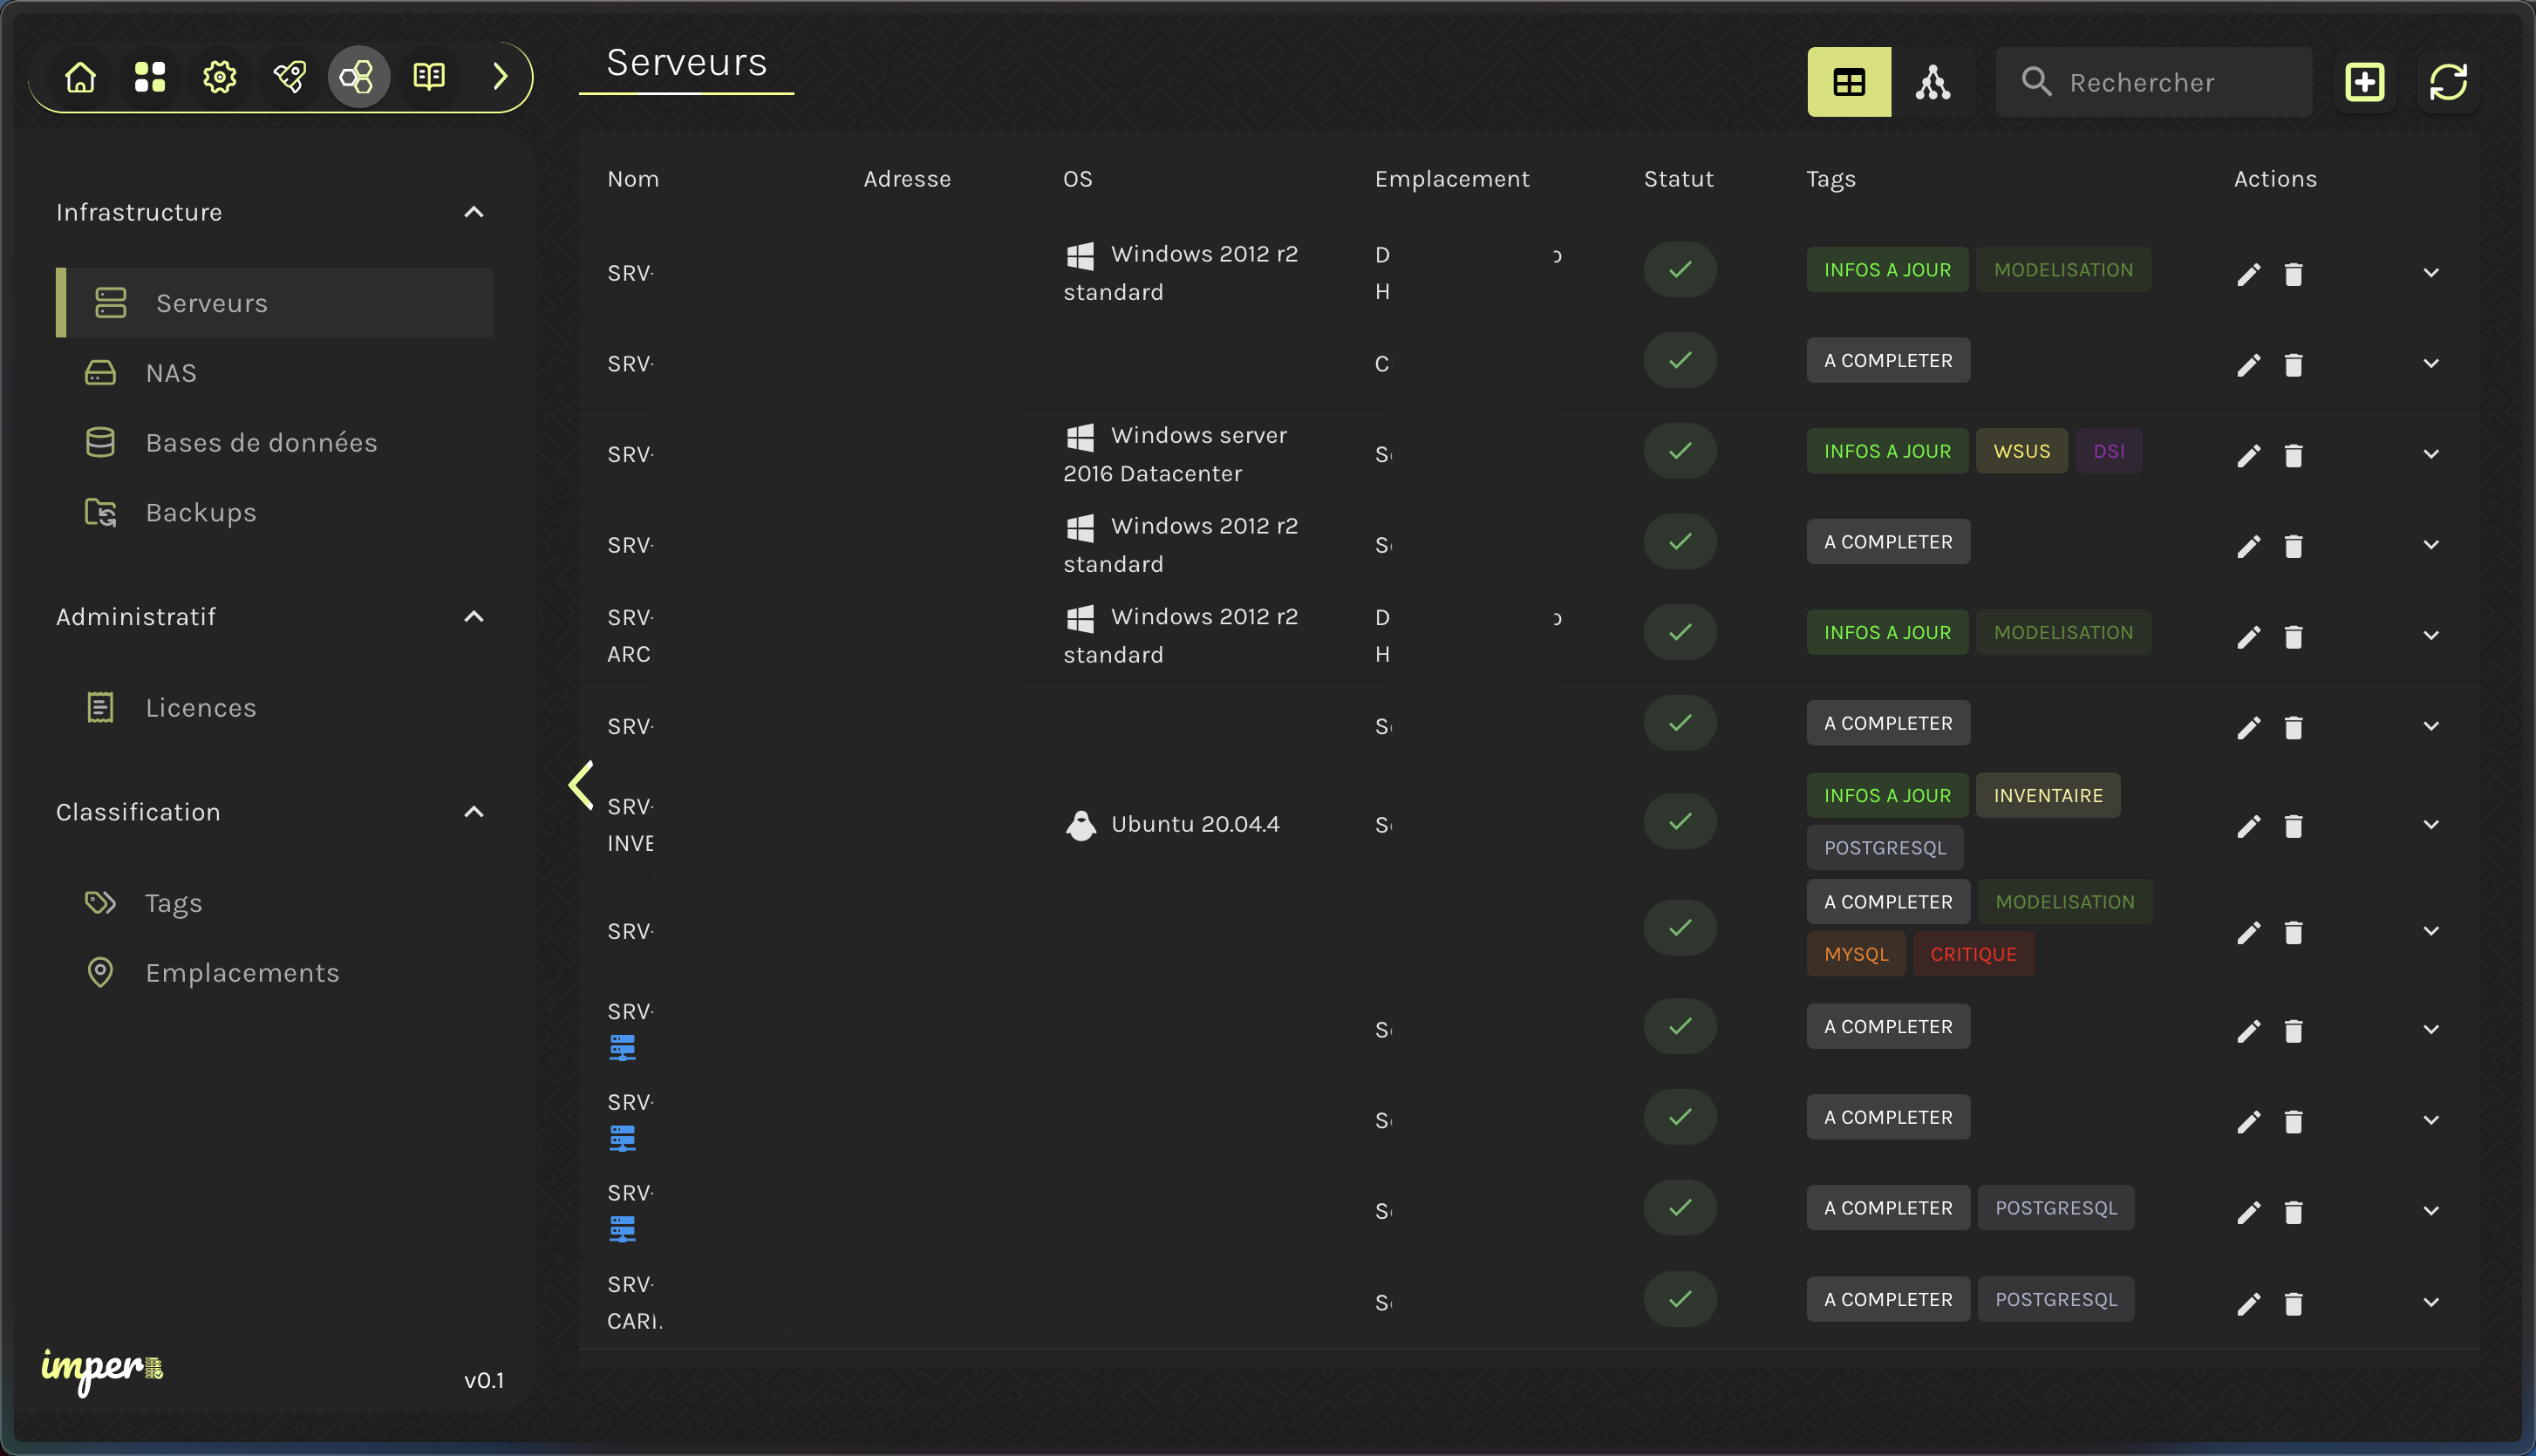 Serveurs
Rechercher
Infrastructure
Serveurs
NAS
Bases de données
Backups
Administratif
Licences
Classification
Tags
Emplacements
imper
v0.1
Nom Adresse OS Emplacement Statut Tags Actions
SRV- Windows 2012 r2 standard D H INFOS A JOUR MODELISATION
SRV- C A COMPLETER
SRV- Windows server 2016 Datacenter S INFOS A JOUR WSUS DSI
SRV- Windows 2012 r2 standard S A COMPLETER
SRV- ARC Windows 2012 r2 standard D H INFOS A JOUR MODELISATION
SRV- S A COMPLETER
SRV- INVE Ubuntu 20.04.4 S INFOS A JOUR INVENTAIRE POSTGRESQL
SRV- A COMPLETER MODELISATION MYSQL CRITIQUE
SRV- S A COMPLETER
SRV- S A COMPLETER
SRV- S A COMPLETER POSTGRESQL
SRV- CARI S A COMPLETER POSTGRESQL